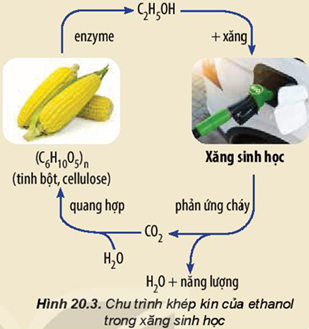 C₂H₅OH
enzyme
+ xăng
(C₆H₁₀O₅)ₙ
(tinh bột, cellulose)
Xăng sinh học
quang hợp
phản ứng cháy
CO₂
H₂O
H₂O + năng lượng
Hình 20.3. Chu trình khép kín của ethanol
trong xăng sinh học